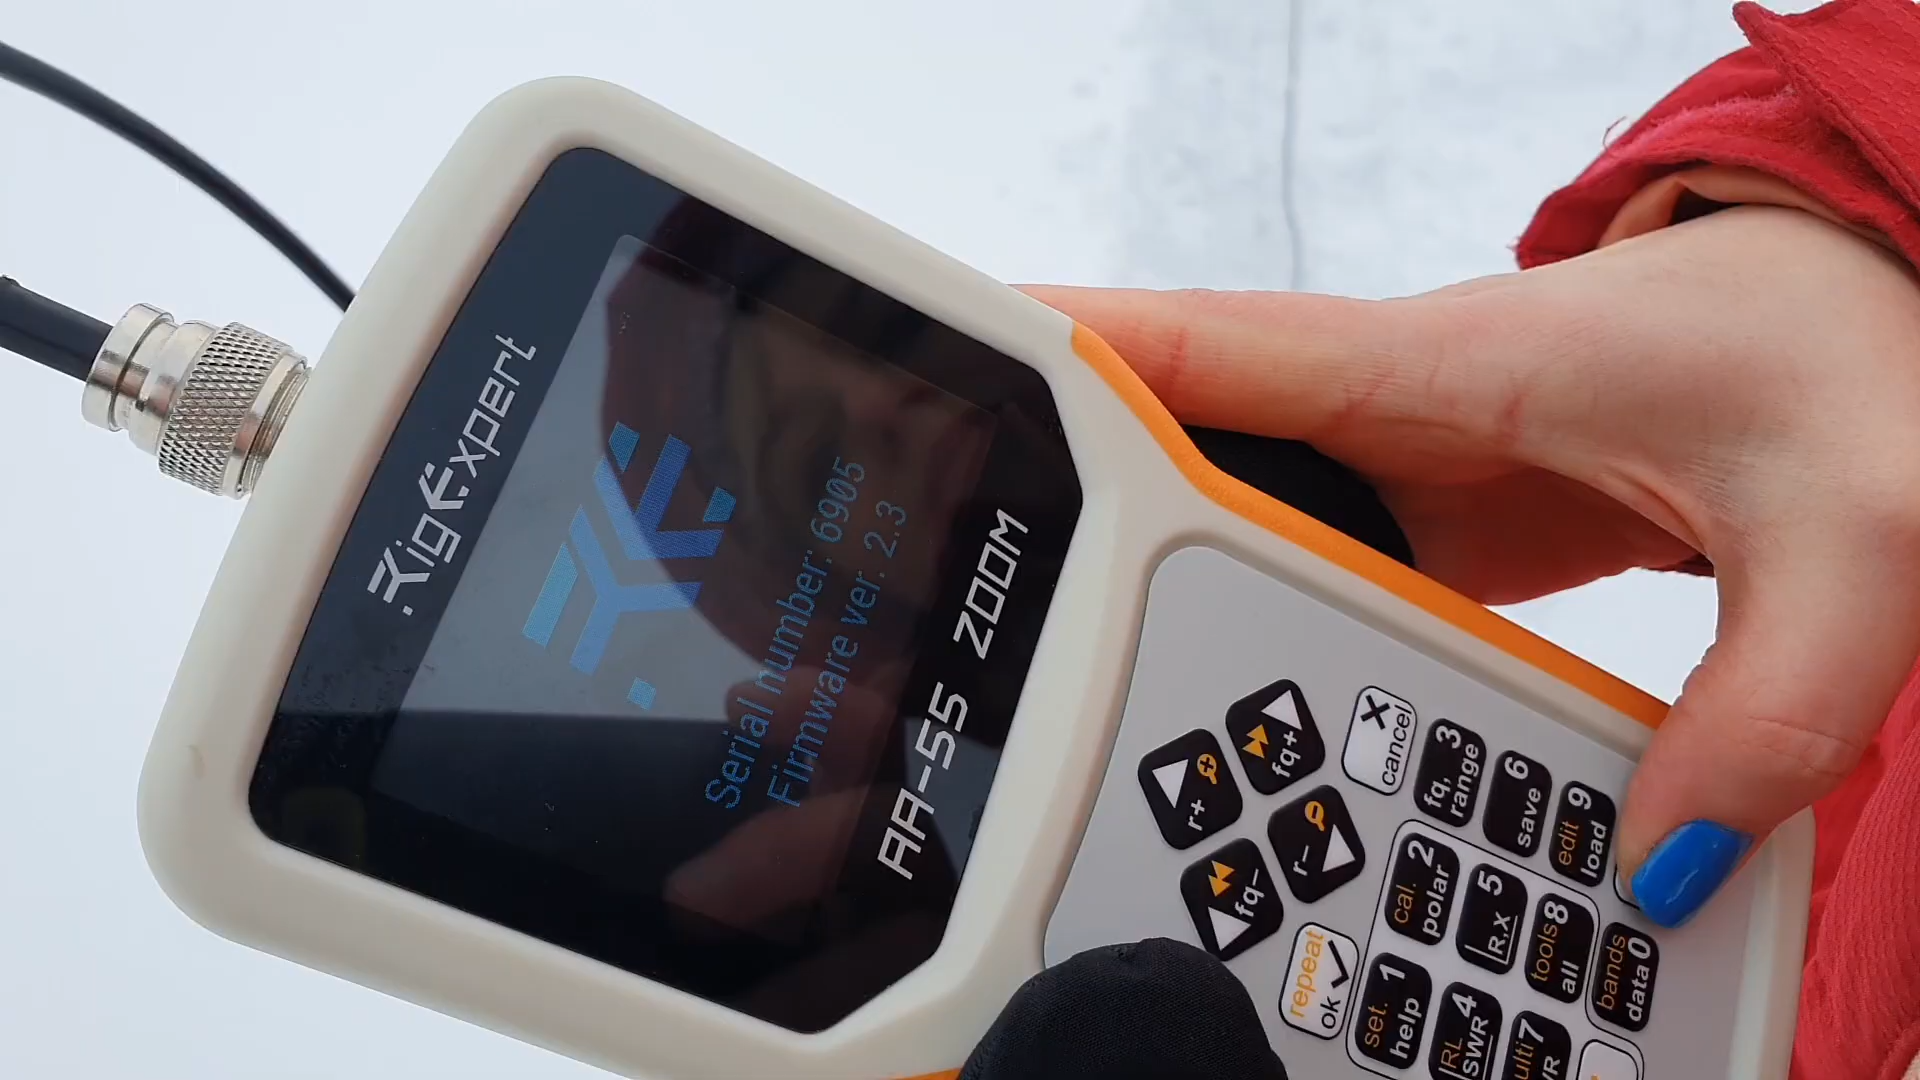 RigExpert
Serial number: 6905
Firmware ver. 2.3
AA-55 ZOOM
r+
fq+
fq-
r-
repeat
ok
cancel
set. 1
help
cal. 2
polar
fq, 3
range
RL 4
SWR
5
R,x
6
save
7
tools 8
all
edit 9
load
bands 0
data